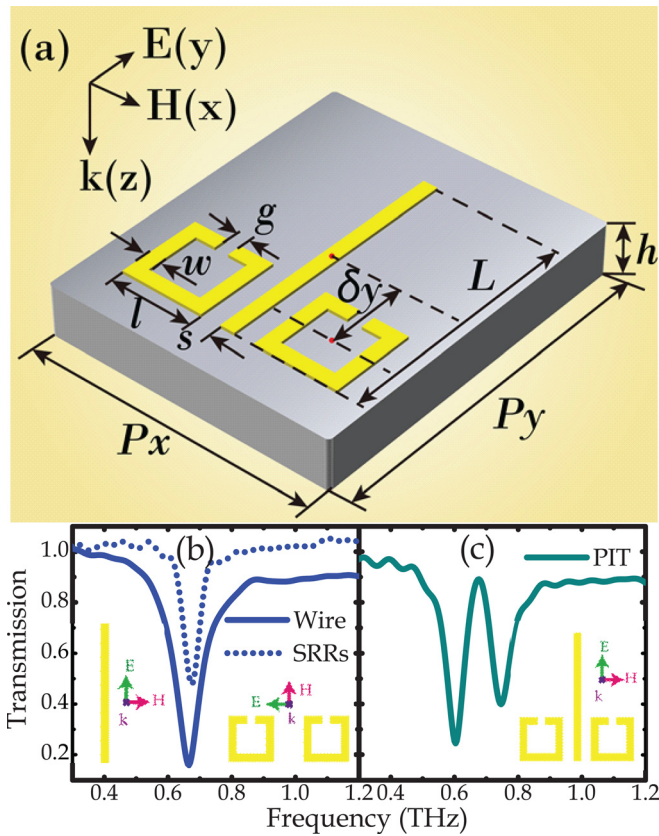 (a)
E(y)
H(x)
k(z)
g
w
l
s
δy
L
h
Px
Py
(b)
(c)
1.0
0.8
0.6
0.4
0.2
Transmission
Wire
SRRs
PIT
E
H
k
H
E
k
E
H
k
0.4 0.6 0.8 1.0 1.2
0.4 0.6 0.8 1.0 1.2
Frequency (THz)